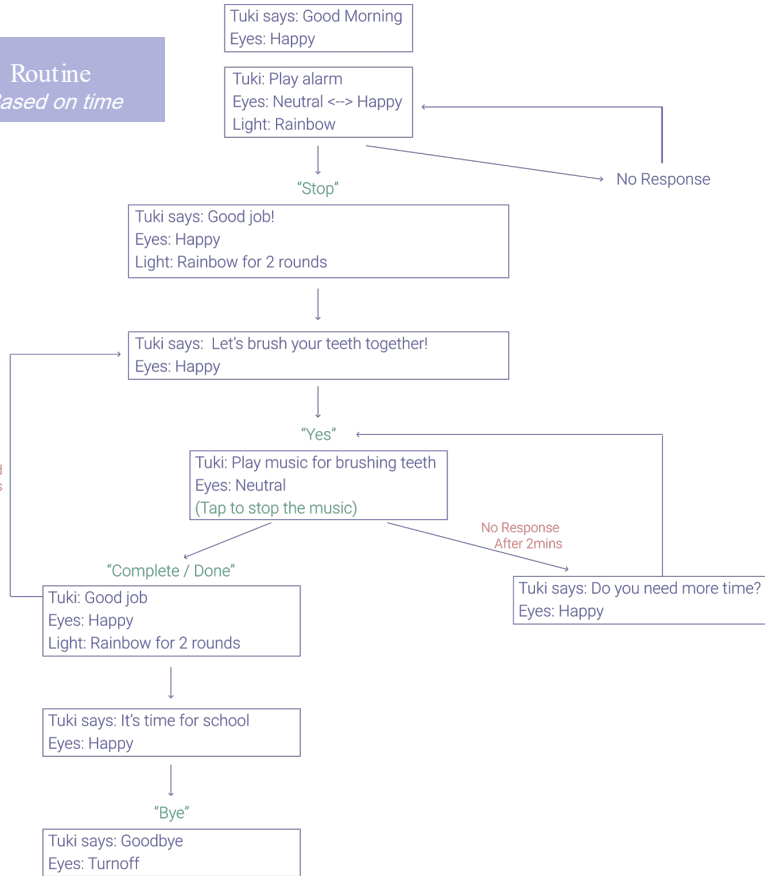 Tuki says: Good Morning
Eyes: Happy
Routine
ased on time
Tuki: Play alarm
Eyes: Neutral <--> Happy
Light: Rainbow
No Response
“Stop”
Tuki says: Good job!
Eyes: Happy
Light: Rainbow for 2 rounds
Tuki says:  Let's brush your teeth together!
Eyes: Happy
“Yes”
Tuki: Play music for brushing teeth
Eyes: Neutral
(Tap to stop the music)
No Response
After 2mins
“Complete / Done”
Tuki says: Do you need more time?
Eyes: Happy
Tuki: Good job
Eyes: Happy
Light: Rainbow for 2 rounds
Tuki says: It's time for school
Eyes: Happy
“Bye”
Tuki says: Goodbye
Eyes: Turnoff